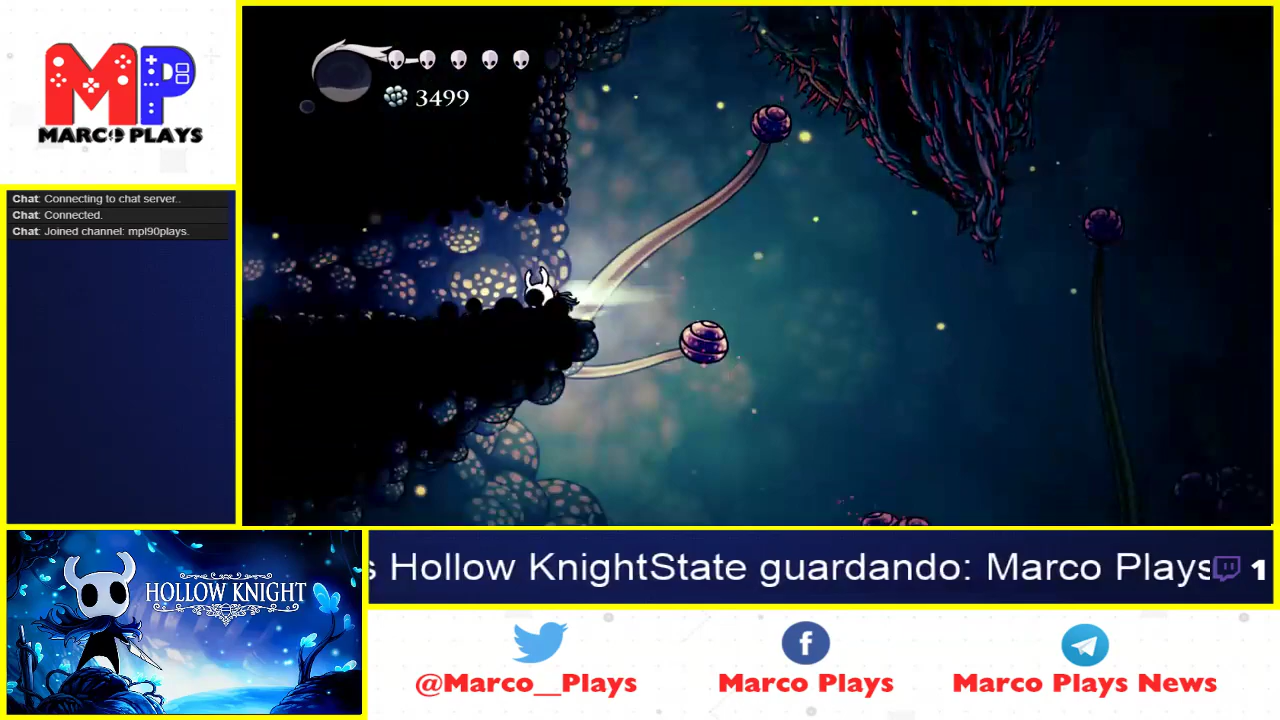 MP
MARCO PLAYS
3499
Chat: Connecting to chat server..
Chat: Connected.
Chat: Joined channel: mpl90plays.
HOLLOW KNIGHT
s Hollow KnightState guardando: Marco Plays 1
@Marco__Plays
Marco Plays
Marco Plays News